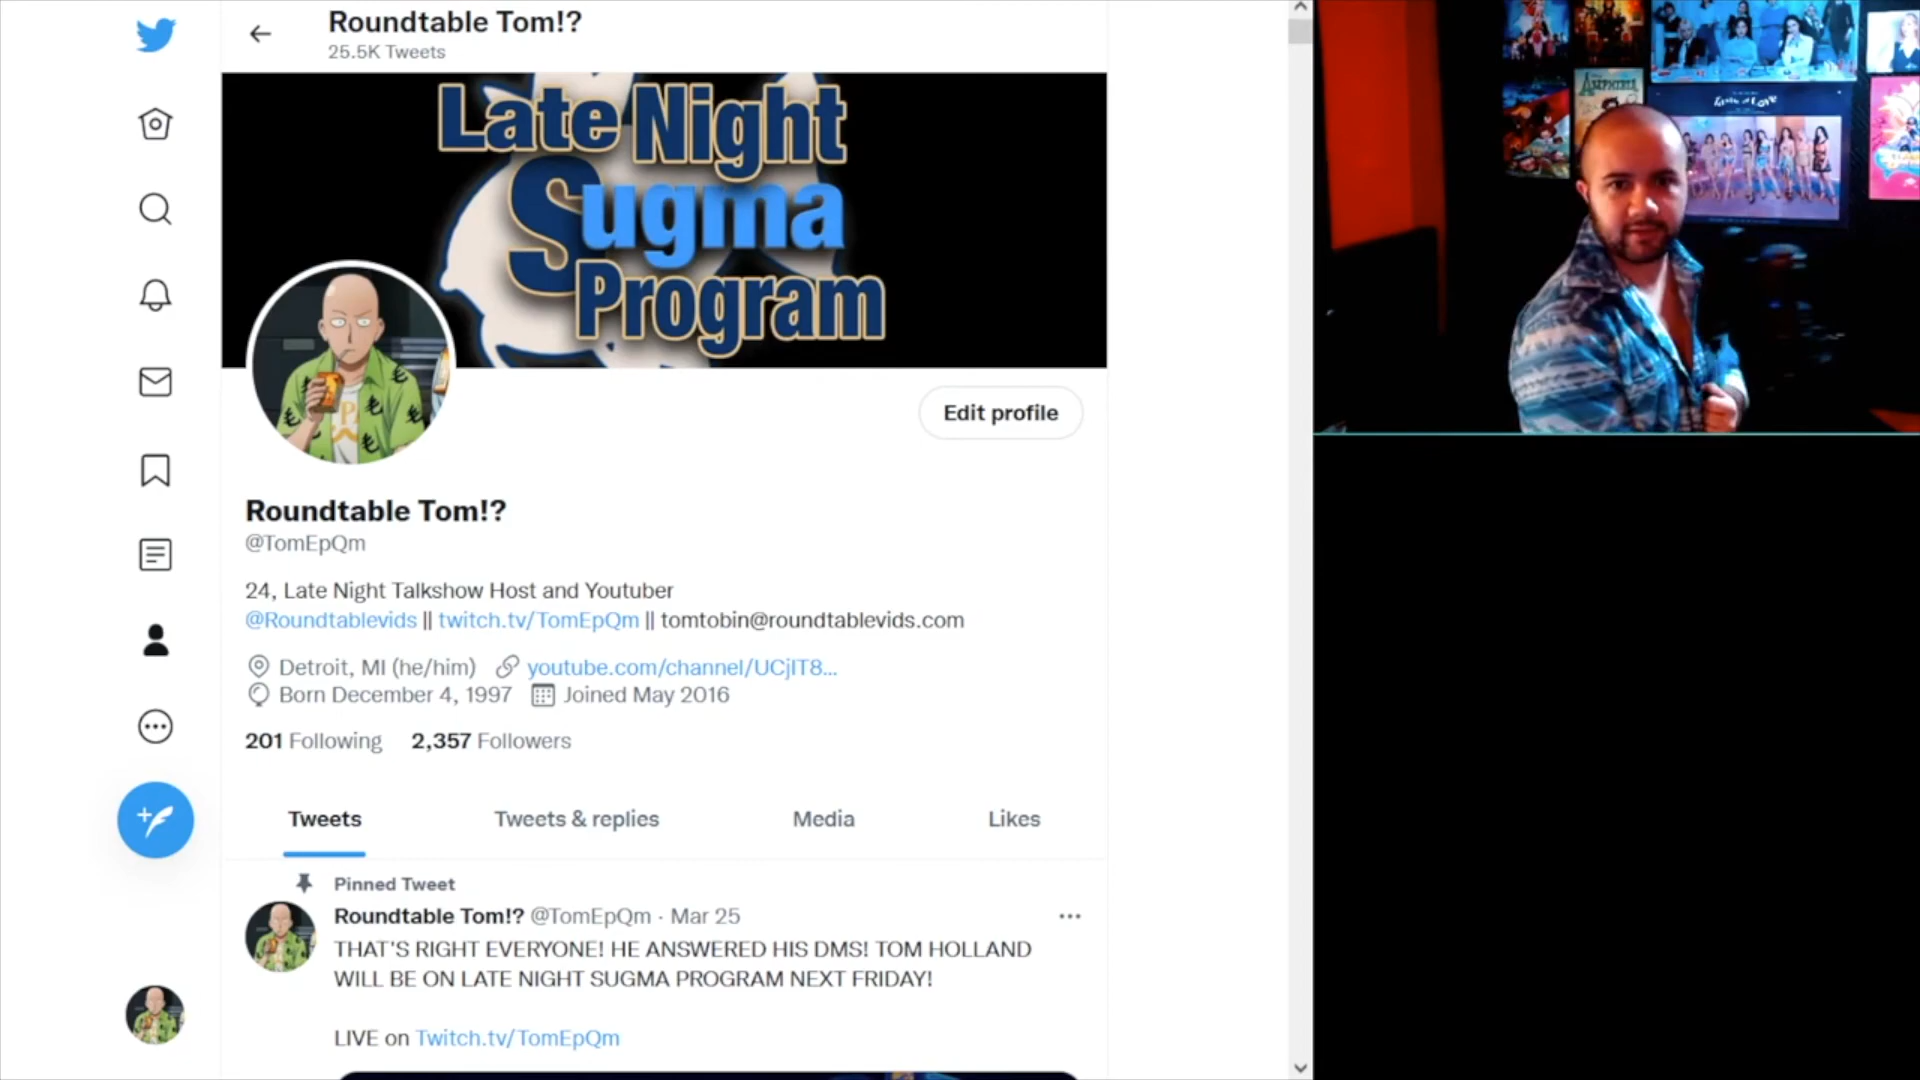 Roundtable Tom!?
25.5K Tweets
Late Night
Sugma
Program
Edit profile
Roundtable Tom!?
@TomEpQm
24, Late Night Talkshow Host and Youtuber
@Roundtablevids || twitch.tv/TomEpQm || tomtobin@roundtablevids.com
Detroit, MI (he/him) youtube.com/channel/UCjIT8...
Born December 4, 1997 Joined May 2016
201 Following 2,357 Followers
Tweets Tweets & replies Media Likes
Pinned Tweet
Roundtable Tom!? @TomEpQm · Mar 25
THAT'S RIGHT EVERYONE! HE ANSWERED HIS DMS! TOM HOLLAND
WILL BE ON LATE NIGHT SUGMA PROGRAM NEXT FRIDAY!
LIVE on Twitch.tv/TomEpQm